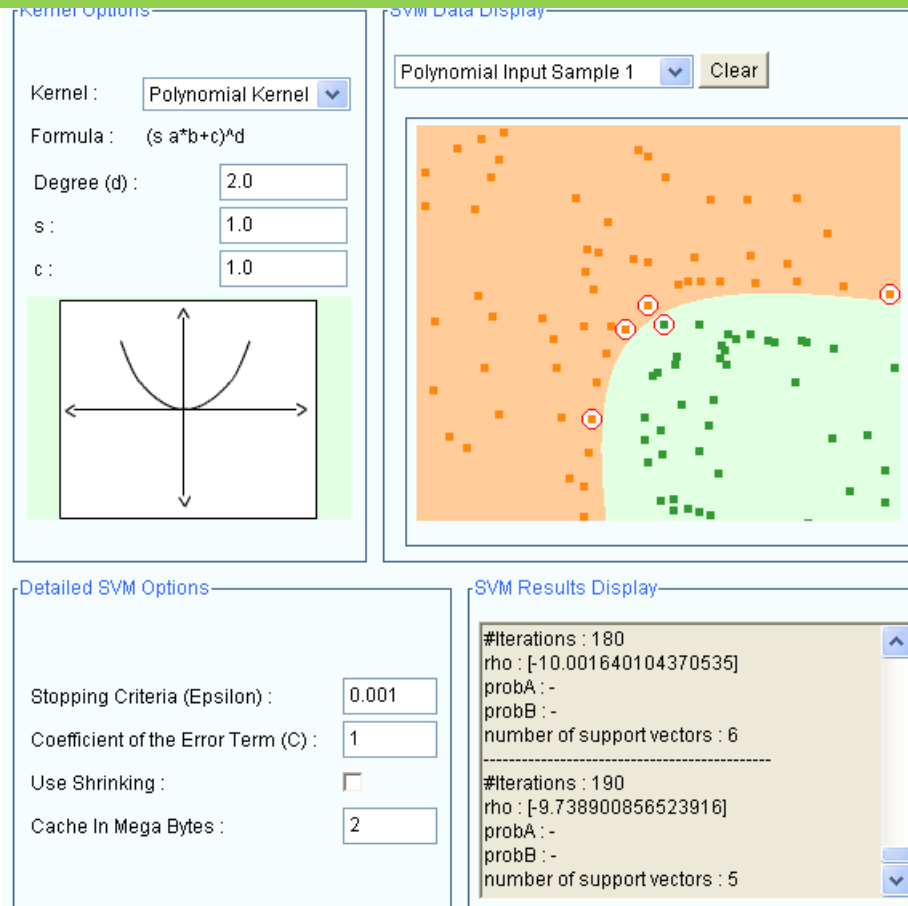 Kernel Options
SVM Data Display
Polynomial Input Sample 1
Clear
Kernel :
Polynomial Kernel
Formula :
(s a*b+c)^d
Degree (d) :
2.0
s :
1.0
c :
1.0
Detailed SVM Options
Stopping Criteria (Epsilon) :
0.001
Coefficient of the Error Term (C) :
1
Use Shrinking :
Cache In Mega Bytes :
2
SVM Results Display
#Iterations : 180
rho : [-10.001640104370535]
probA : -
probB : -
number of support vectors : 6
---------------------------------------------
#Iterations : 190
rho : [-9.738900856523916]
probA : -
probB : -
number of support vectors : 5